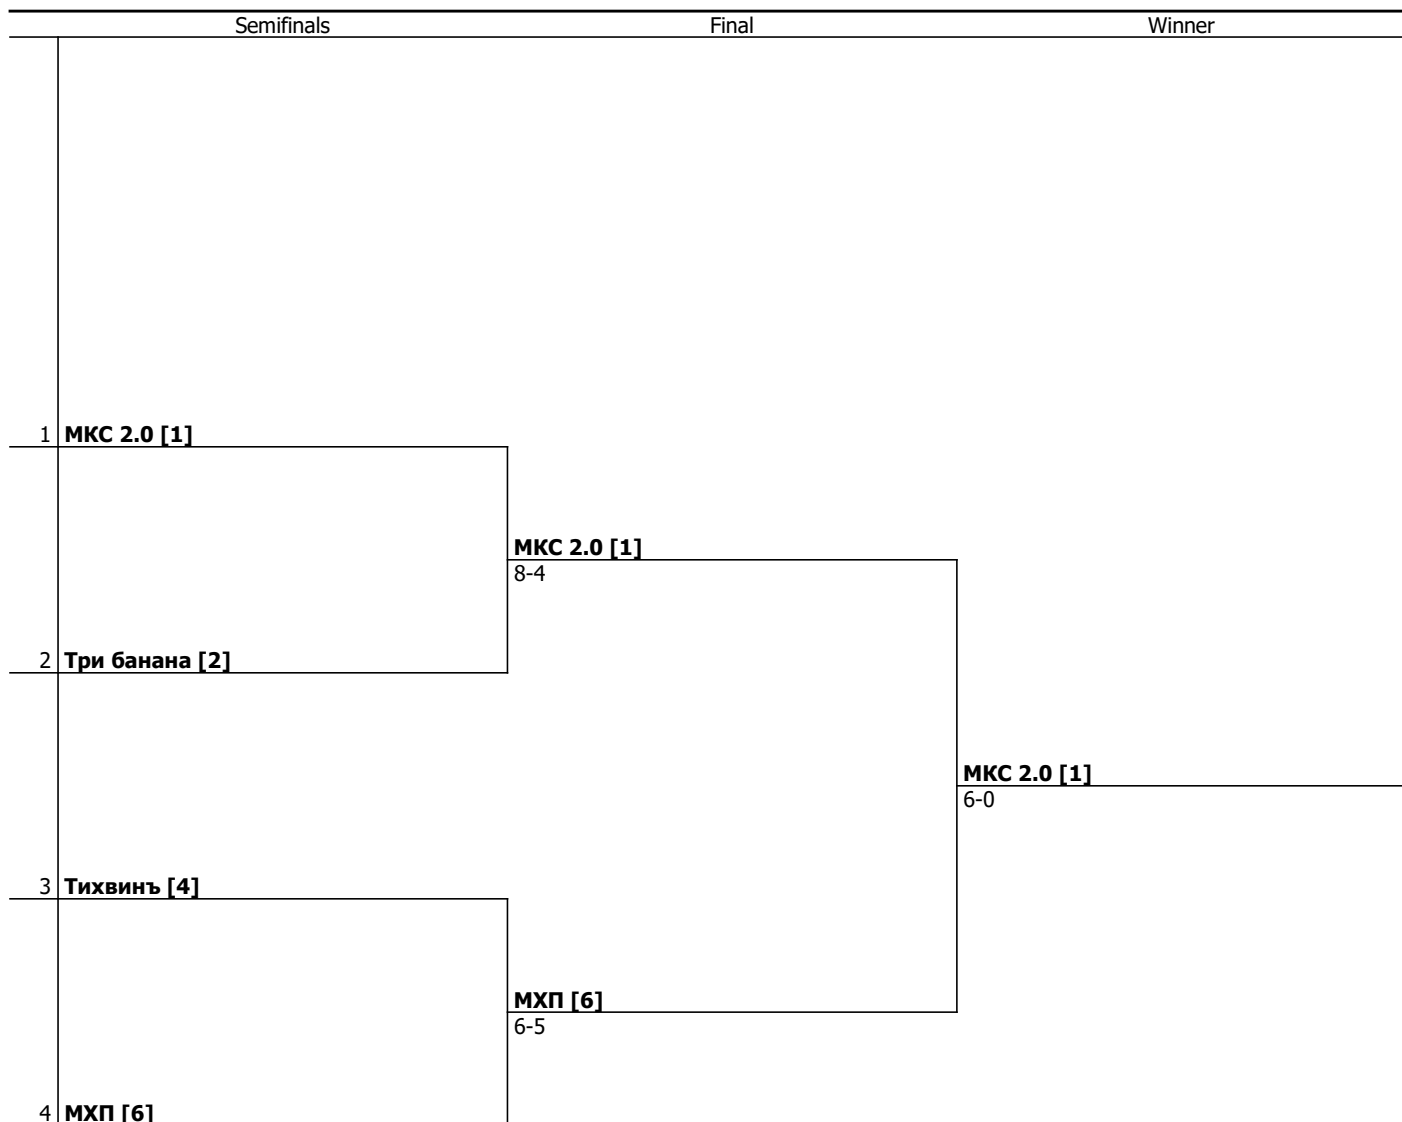 Semifinals Final Winner
1 МКС 2.0 [1]
МКС 2.0 [1]
8-4
2 Три банана [2]
МКС 2.0 [1]
6-0
3 Тихвинъ [4]
МХП [6]
6-5
4 МХП [6]